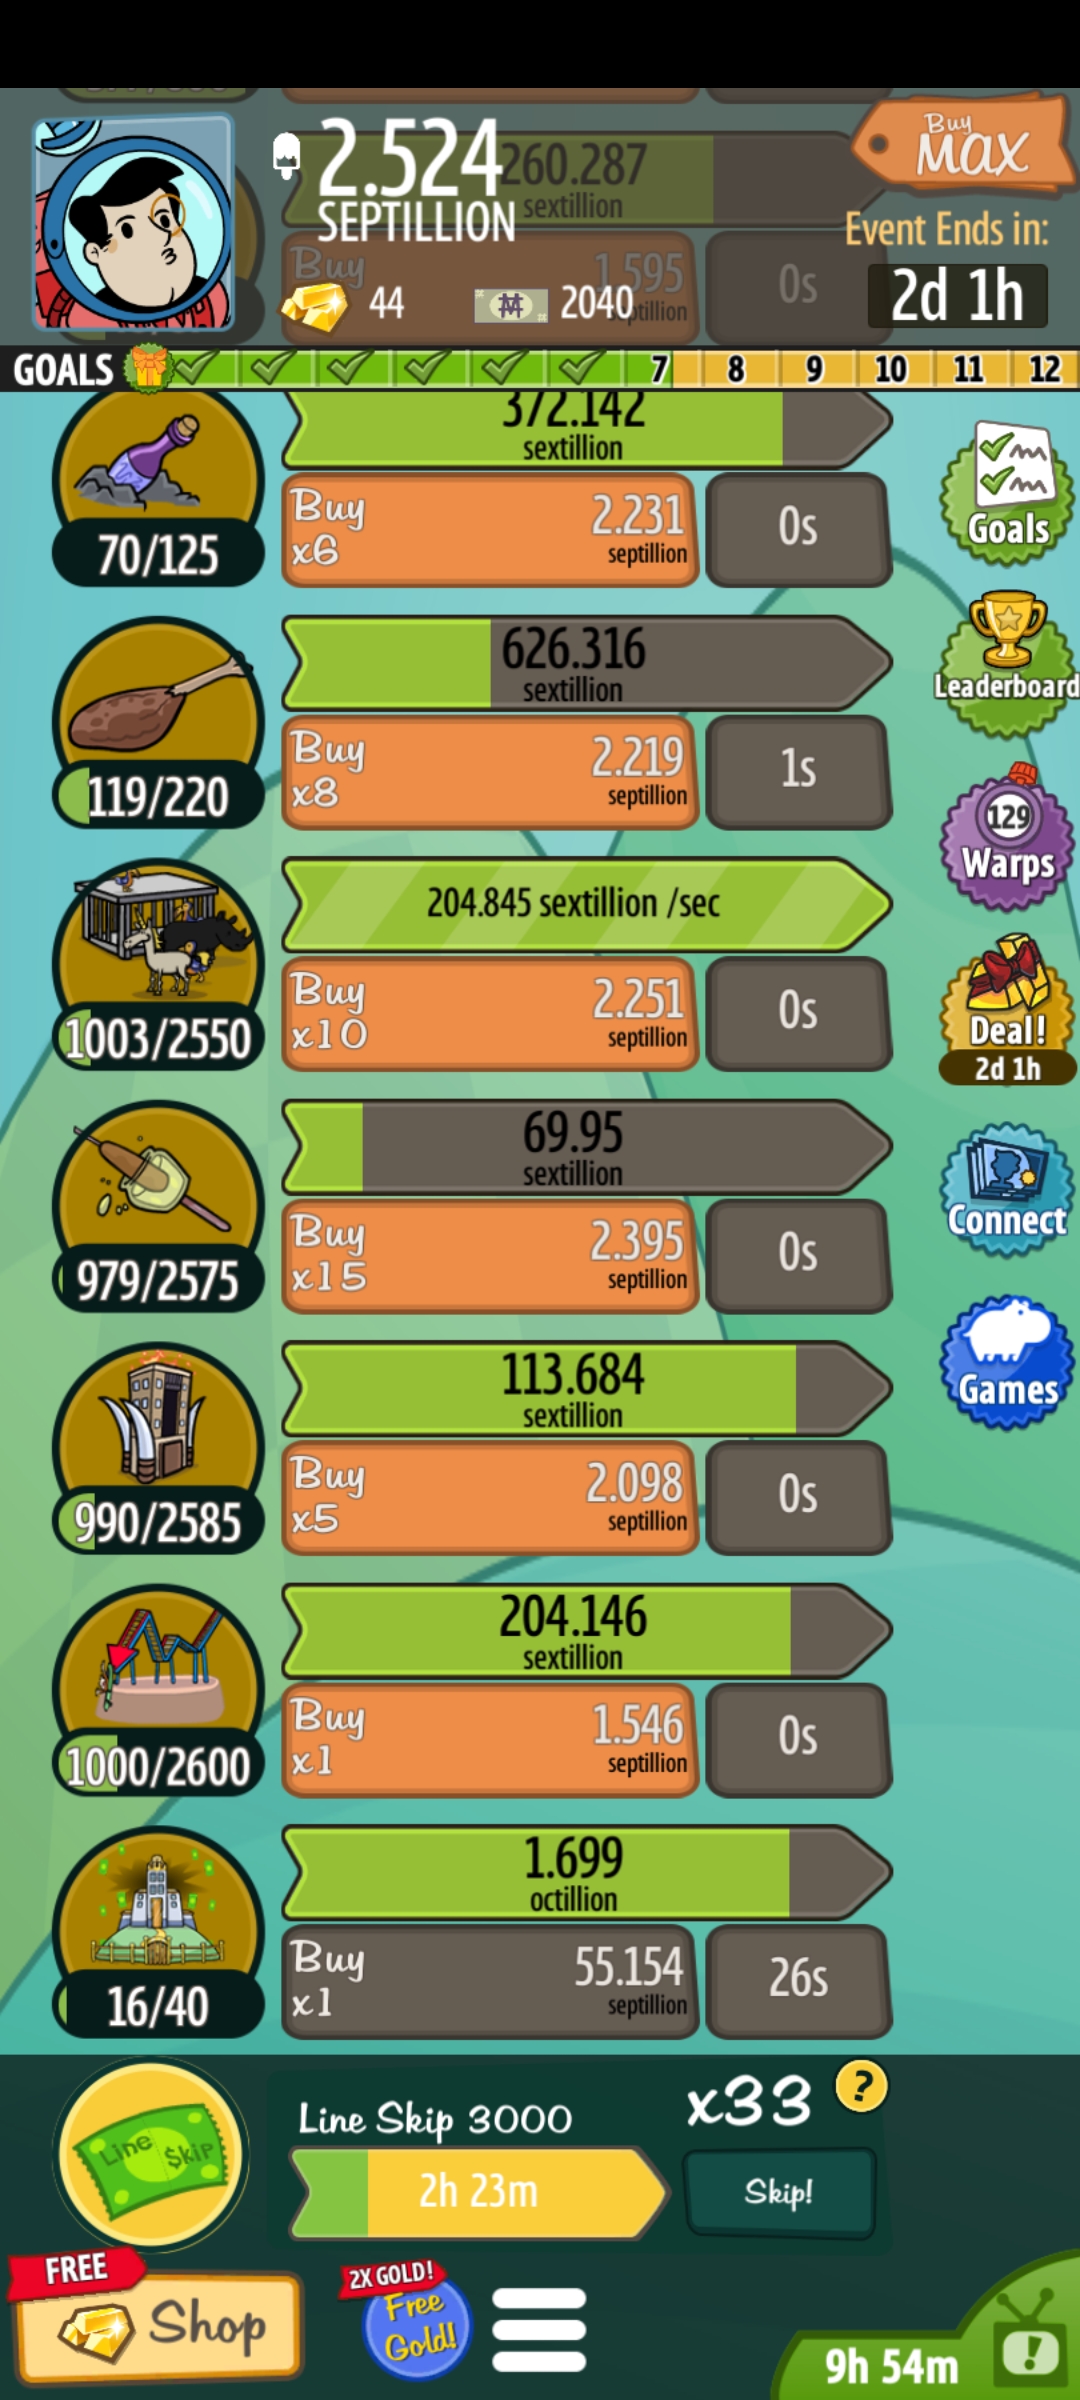 2.524
SEPTILLION
260.287
sextillion
Buy
MAX
Event Ends in:
2d 1h
Buy
1.595
0s
44
2040
GOALS
7
8
9
10
11
12
372.142
sextillion
70/125
Buy
x6
2.231
septillion
0s
Goals
626.316
sextillion
119/220
Buy
x8
2.219
septillion
1s
Leaderboard
204.845 sextillion /sec
1003/2550
Buy
x10
2.251
septillion
0s
129
Warps
Deal!
2d 1h
69.95
sextillion
979/2575
Buy
x15
2.395
septillion
0s
Connect
113.684
sextillion
990/2585
Buy
x5
2.098
septillion
0s
Games
204.146
sextillion
1000/2600
Buy
x1
1.546
septillion
0s
1.699
octillion
16/40
Buy
x1
55.154
septillion
26s
Line $kip
Line Skip 3000
x33
?
2h 23m
Skip!
FREE
Shop
2X GOLD!
Free
Gold!
9h 54m